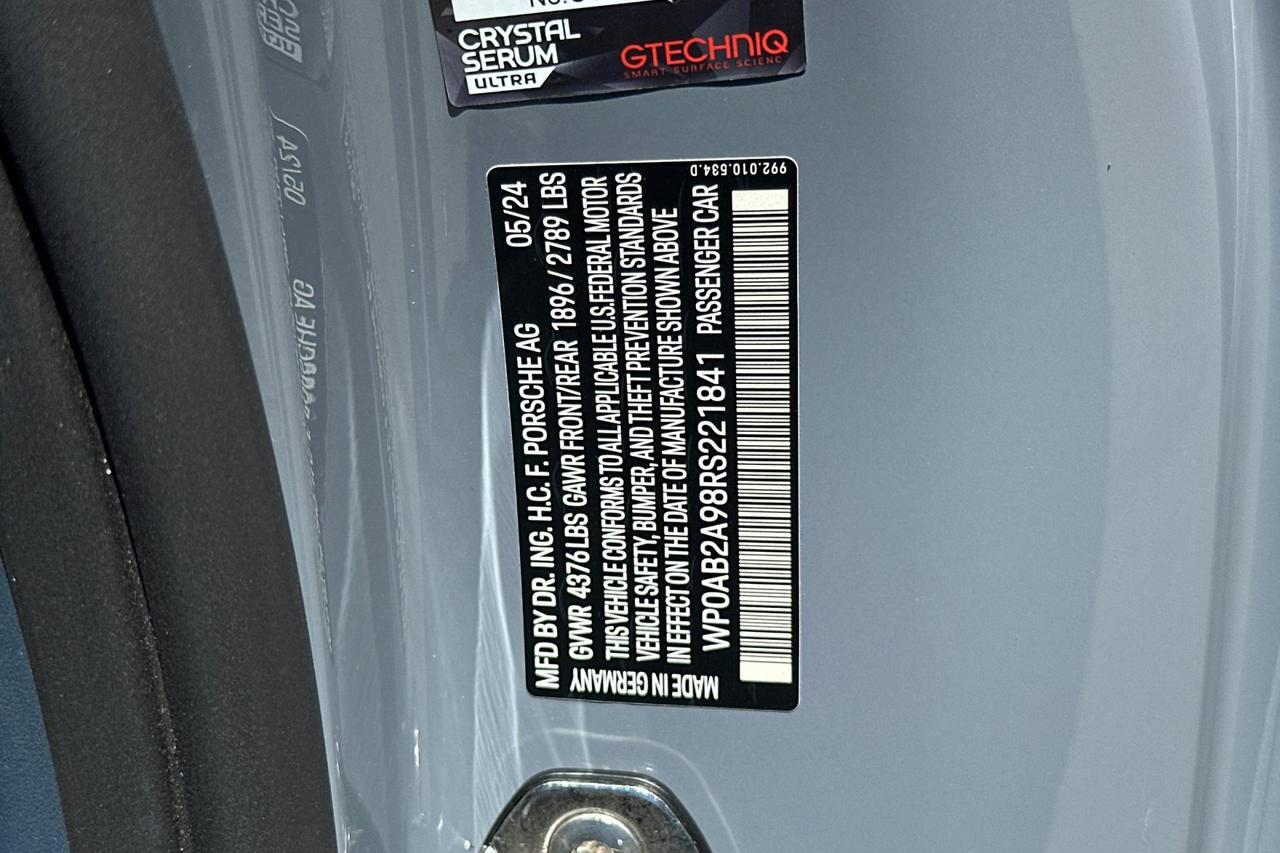 CRYSTAL
SERUM
ULTRA
GTECHNIQ
SMART SURFACE SCIENC
MFD BY DR. ING. H.C. F. PORSCHE AG 05/24
GVWR 4376 LBS GAWR FRONT/REAR 1896/2789 LBS
THIS VEHICLE CONFORMS TO ALL APPLICABLE U.S. FEDERAL MOTOR
VEHICLE SAFETY, BUMPER, AND THEFT PREVENTION STANDARDS
IN EFFECT ON THE DATE OF MANUFACTURE SHOWN ABOVE
WP0AB2A98RS221841 PASSENGER CAR
MADE IN GERMANY
992.010.534.D